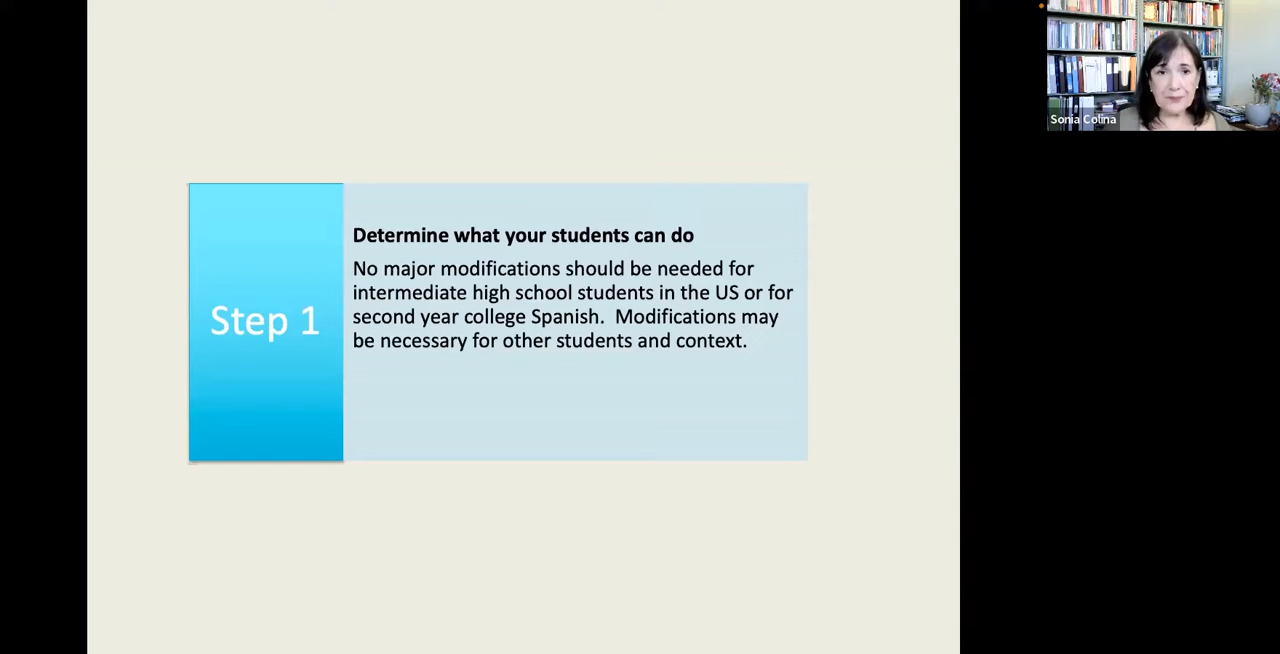 Sonia Colina
Step 1
Determine what your students can do
No major modifications should be needed for
intermediate high school students in the US or for
second year college Spanish.  Modifications may
be necessary for other students and context.